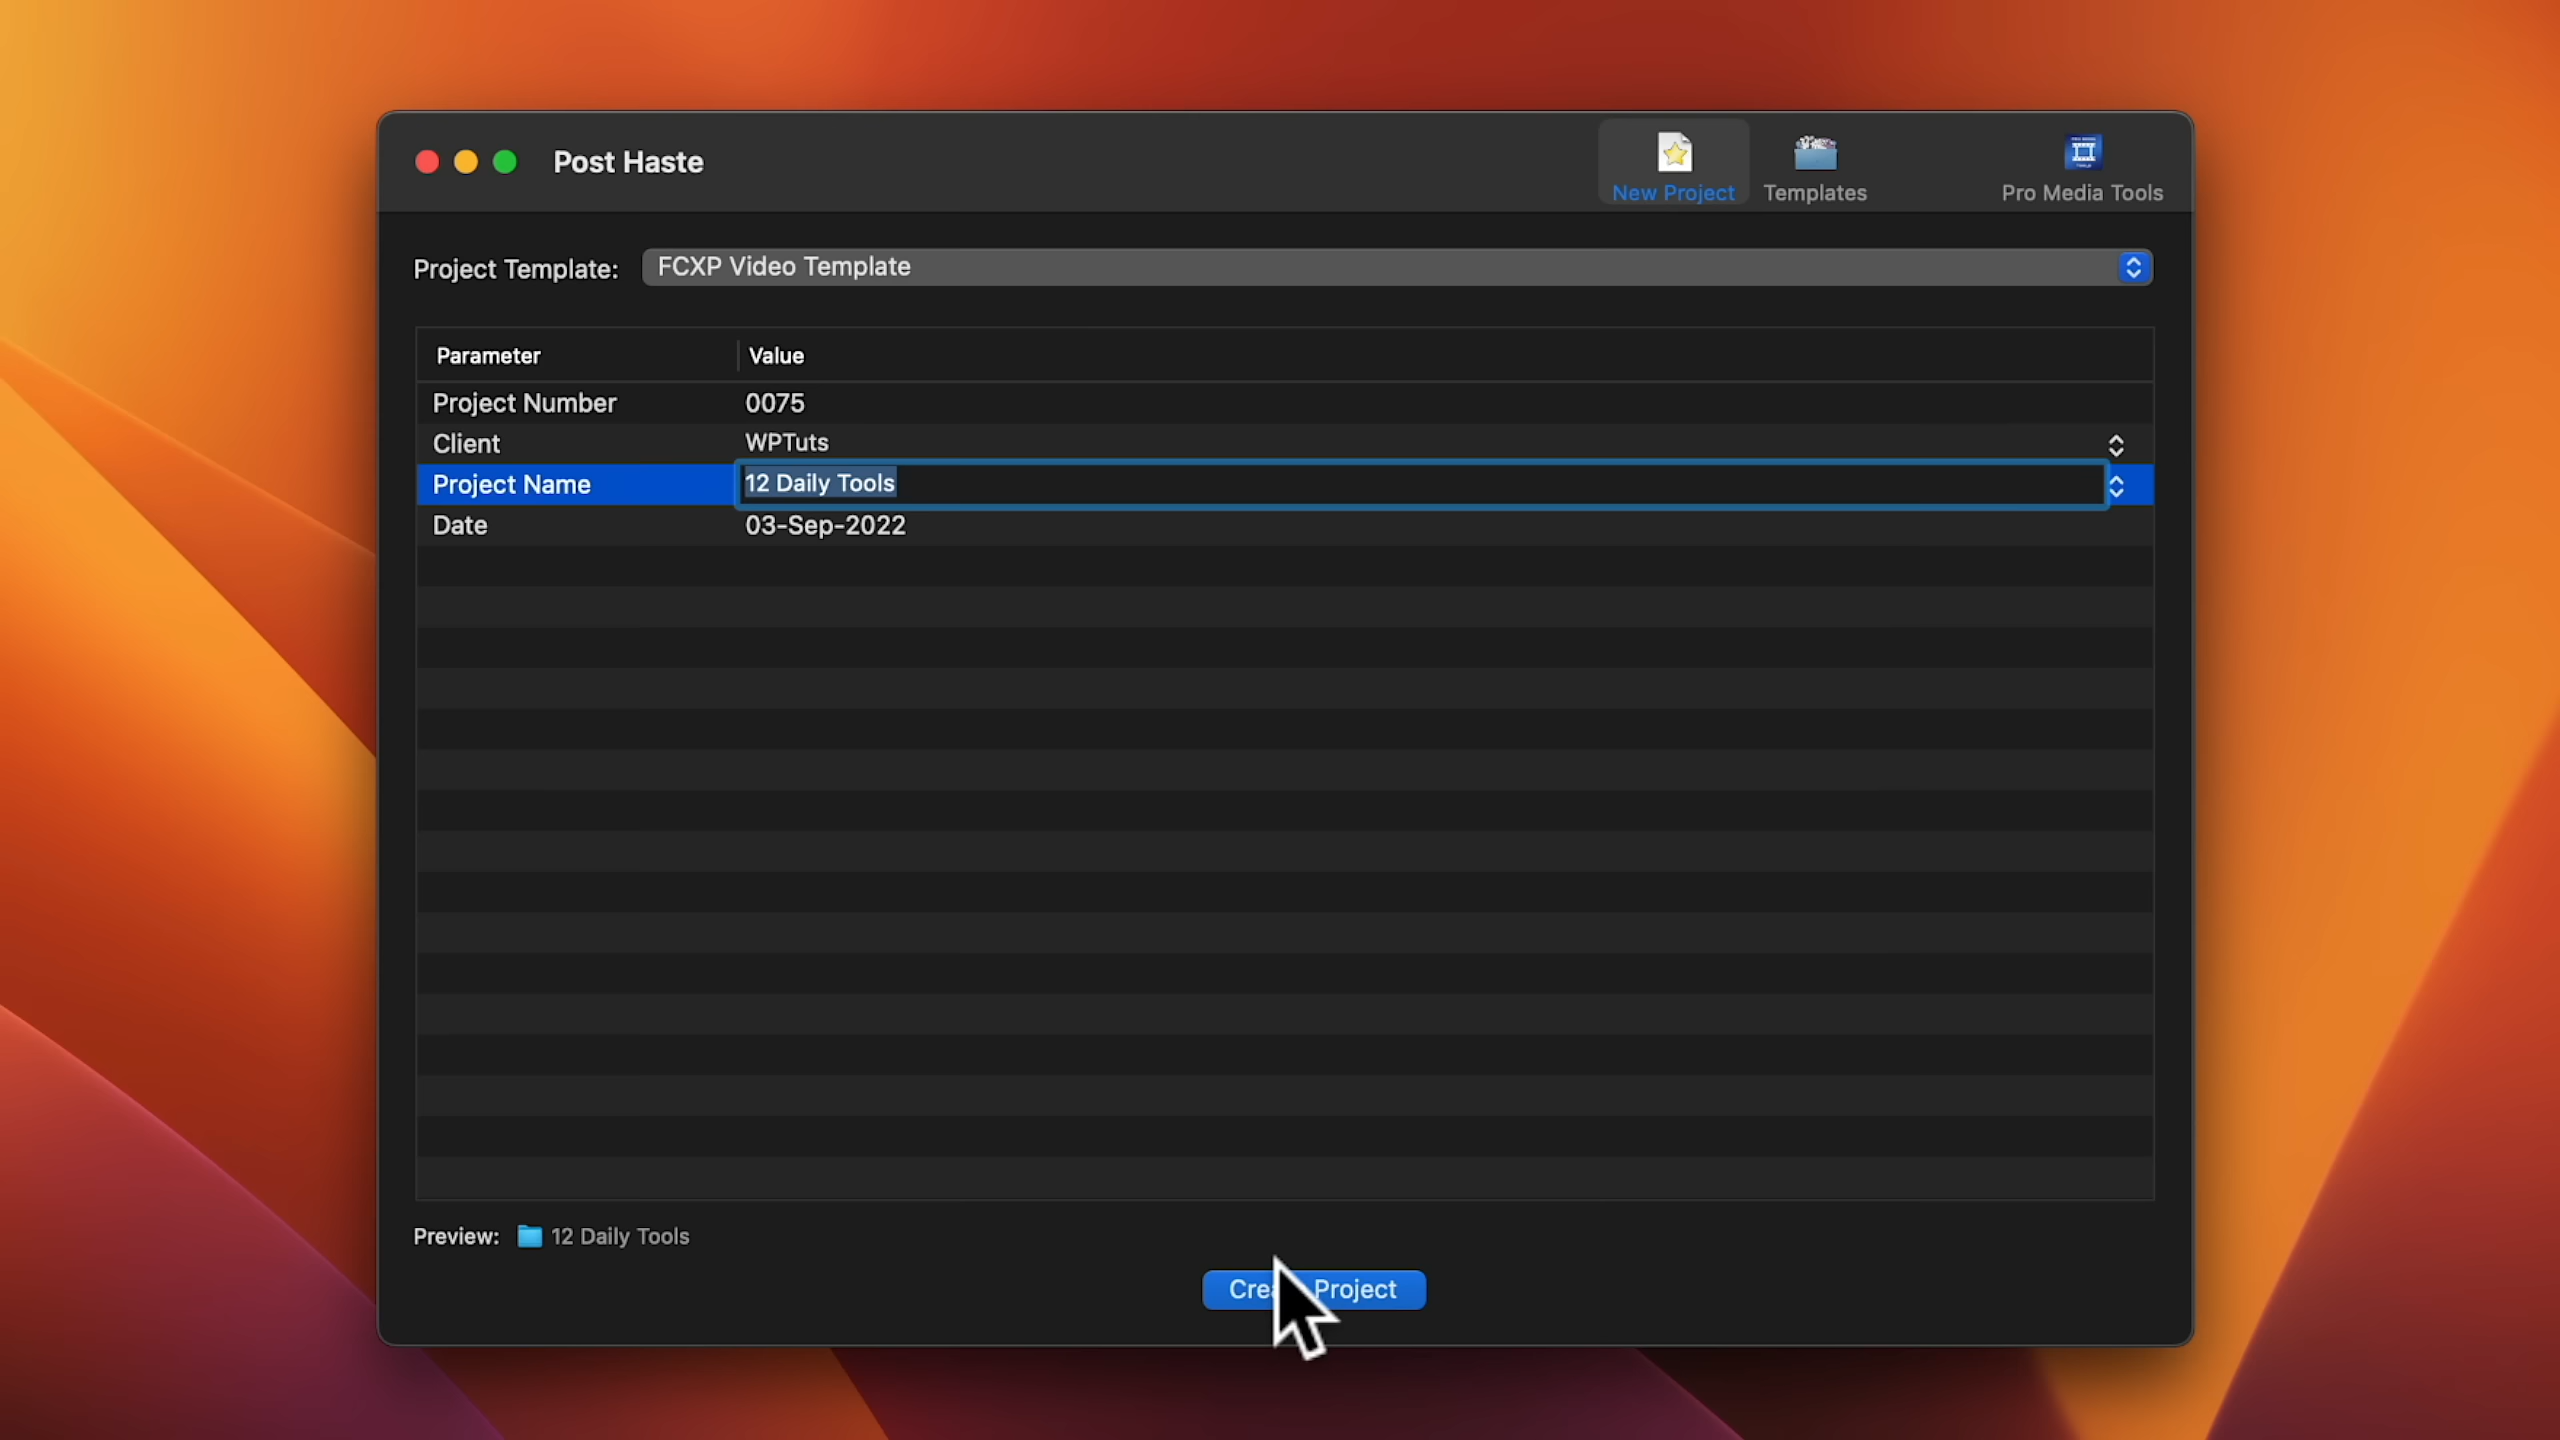 Post Haste
New Project
Templates
Pro Media Tools
Project Template: FCXP Video Template
Parameter Value
Project Number 0075
Client WPTuts
Project Name 12 Daily Tools
Date 03-Sep-2022
Preview: 12 Daily Tools
Project